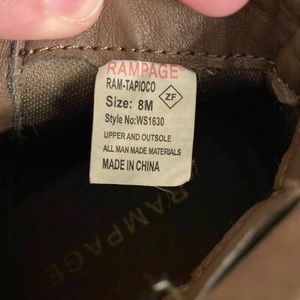 RAMPAGE®
RAM-TAPIOCO
ZF
Size: 8M
Style No:WS1630
UPPER AND OUTSOLE
ALL MAN MADE MATERIALS
MADE IN CHINA
RAMPAGE